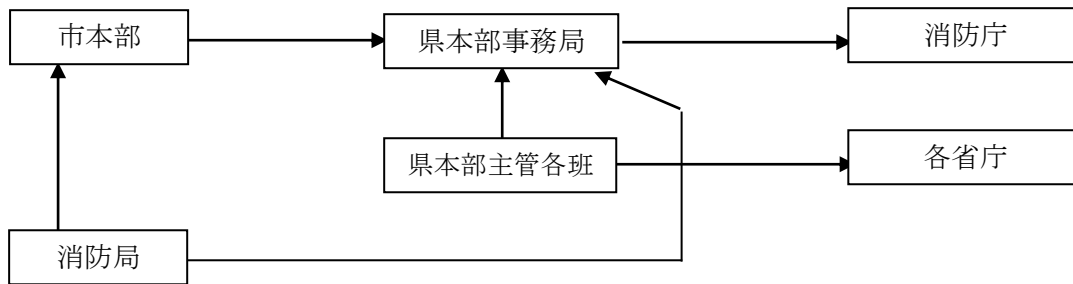 市本部
県本部事務局
消防庁
県本部主管各班
各省庁
消防局